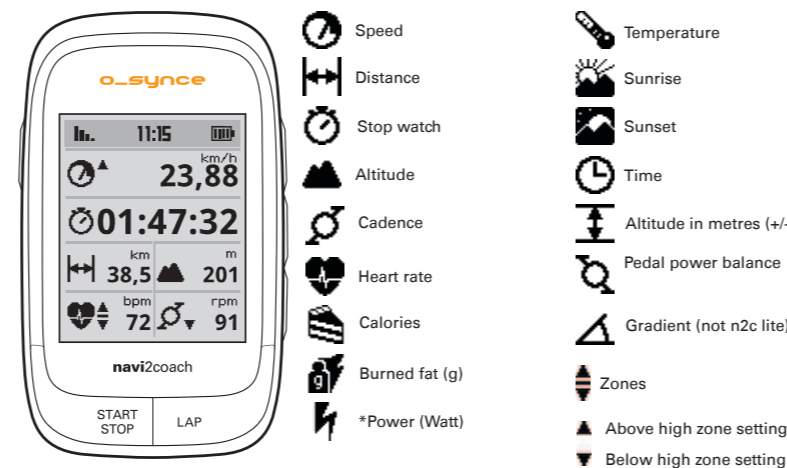 o_synce
11:15
km/h
23,88
01:47:32
km
38,5
m
201
bpm
72
rpm
91
navi2coach
START
STOP
LAP
Speed
Distance
Stop watch
Altitude
Cadence
Heart rate
Calories
g
Burned fat (g)
*Power (Watt)
Temperature
Sunrise
Sunset
Time
Altitude in metres (+/-
Pedal power balance
Gradient (not n2c lite)
Zones
Above high zone setting
Below high zone setting